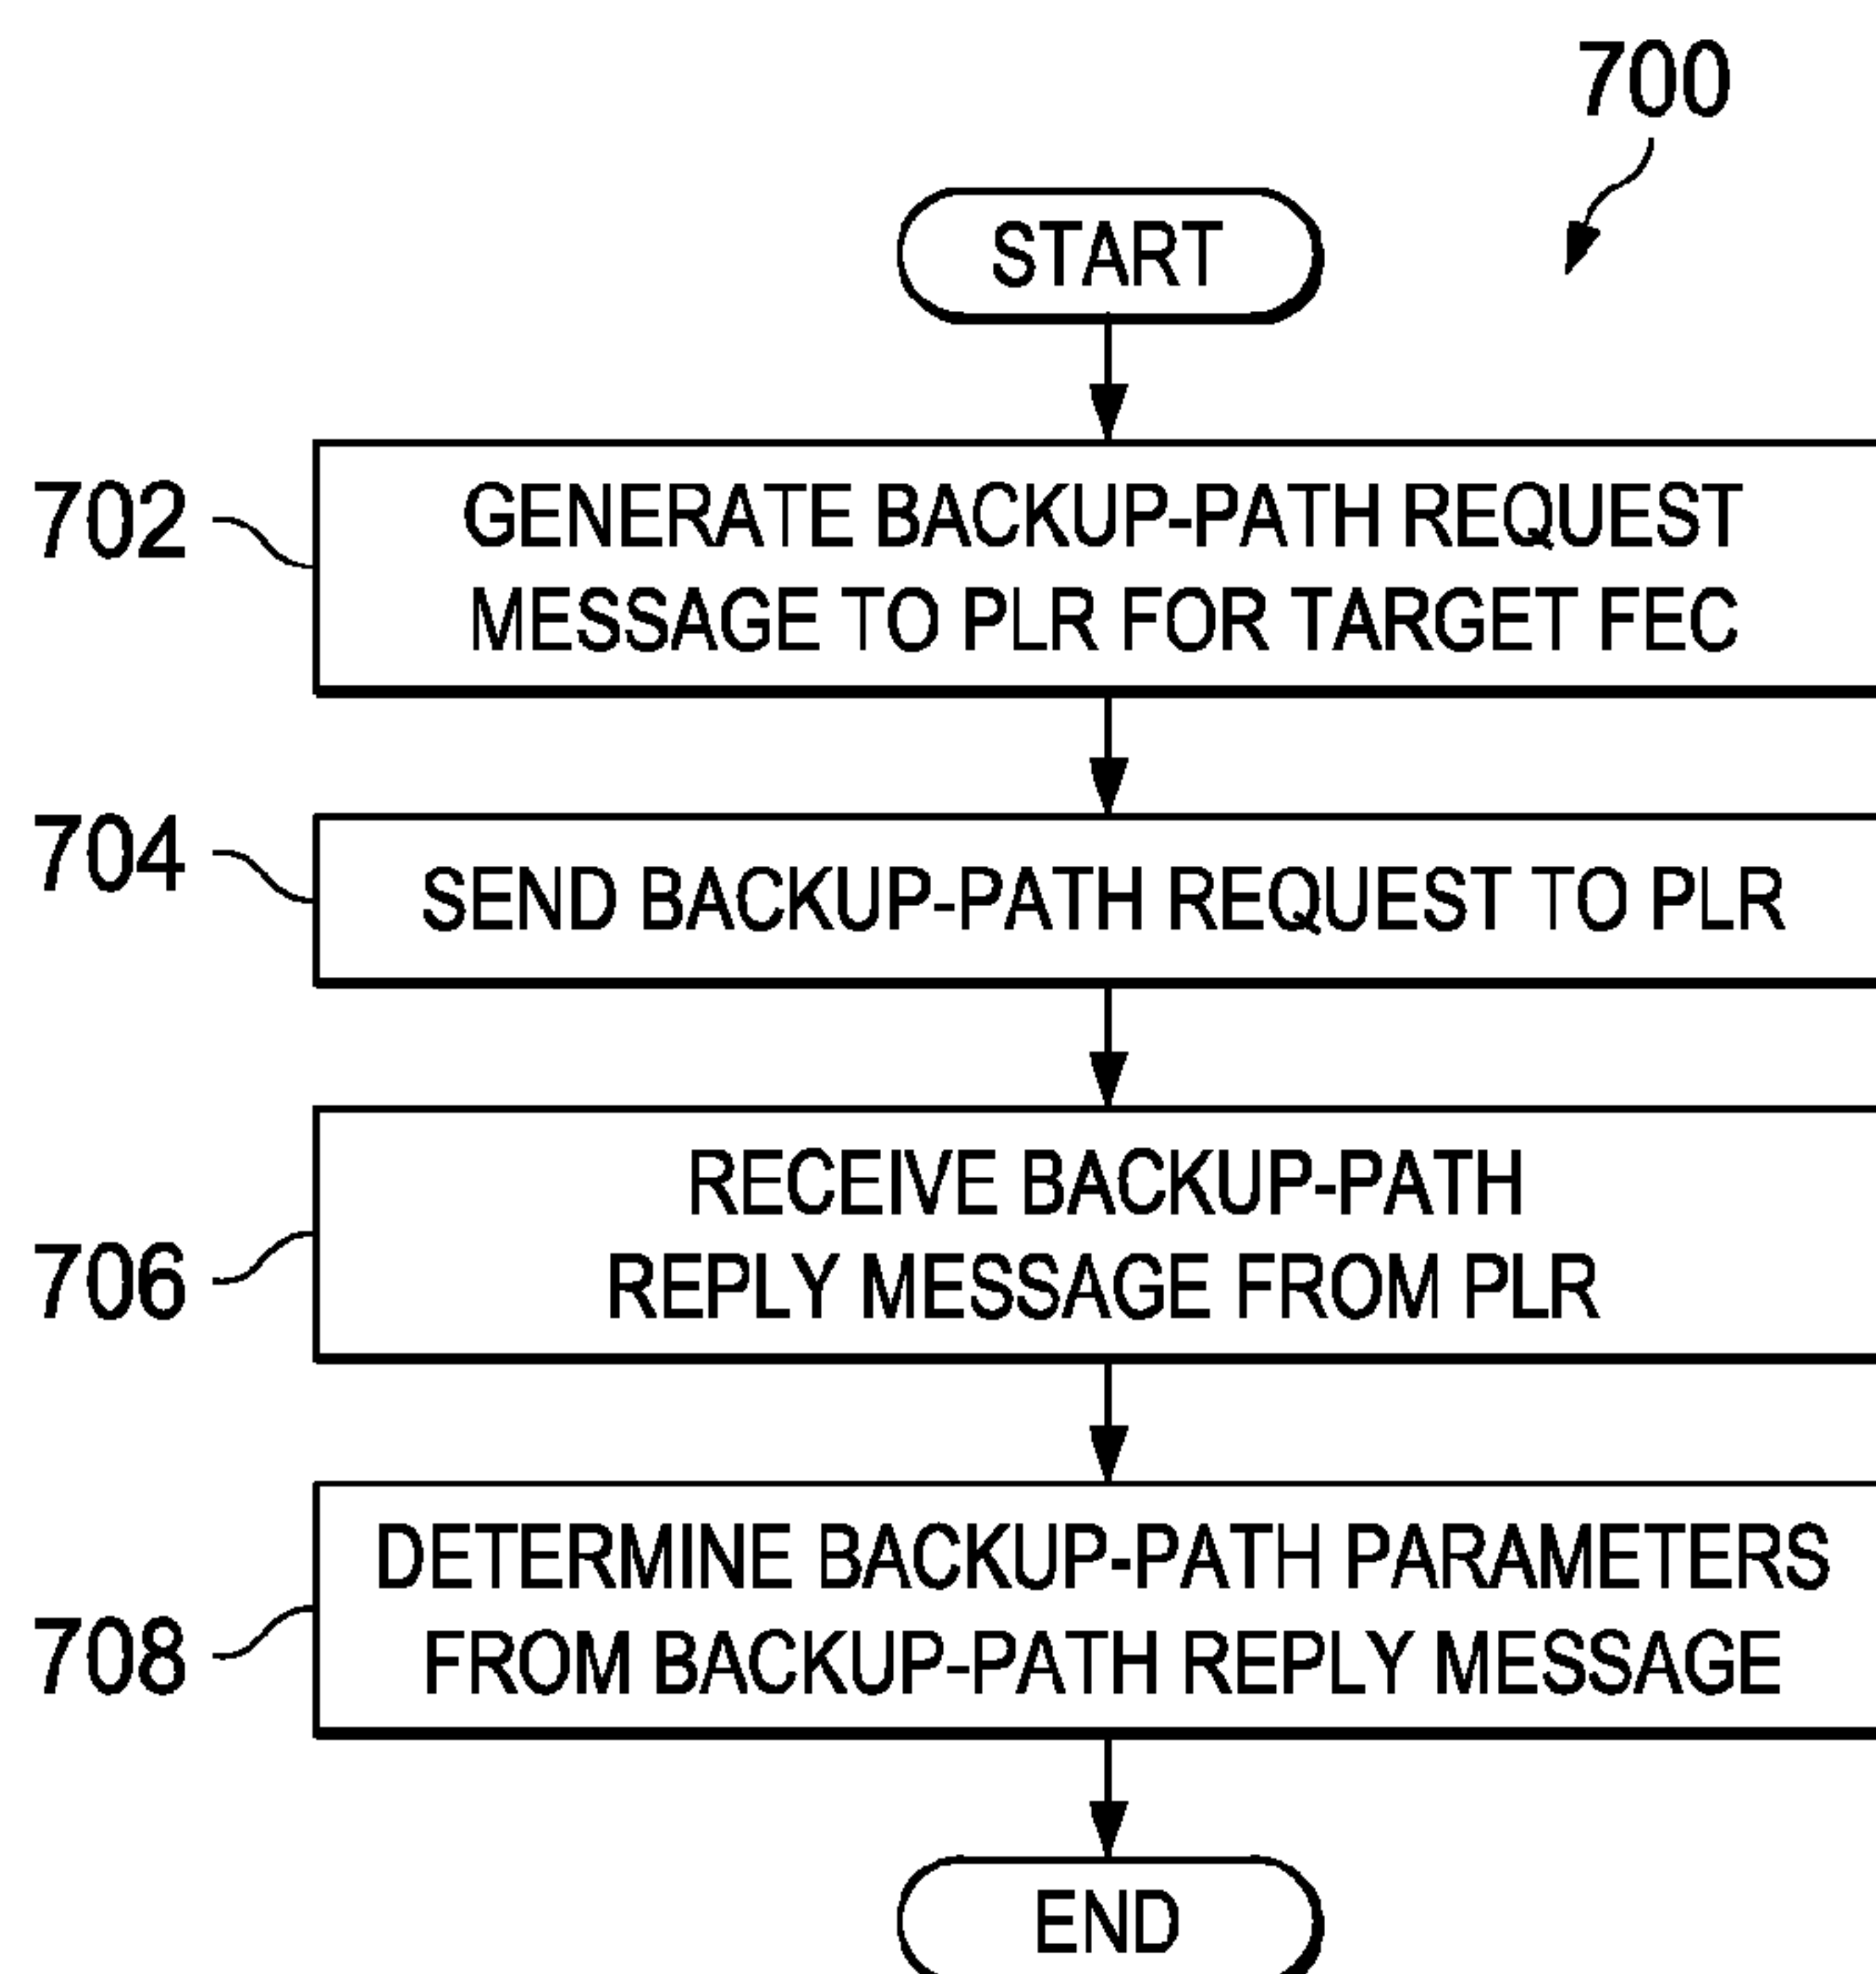 700
START
702
GENERATE BACKUP-PATH REQUEST
MESSAGE TO PLR FOR TARGET FEC
704
SEND BACKUP-PATH REQUEST TO PLR
706
RECEIVE BACKUP-PATH
REPLY MESSAGE FROM PLR
708
DETERMINE BACKUP-PATH PARAMETERS
FROM BACKUP-PATH REPLY MESSAGE
END